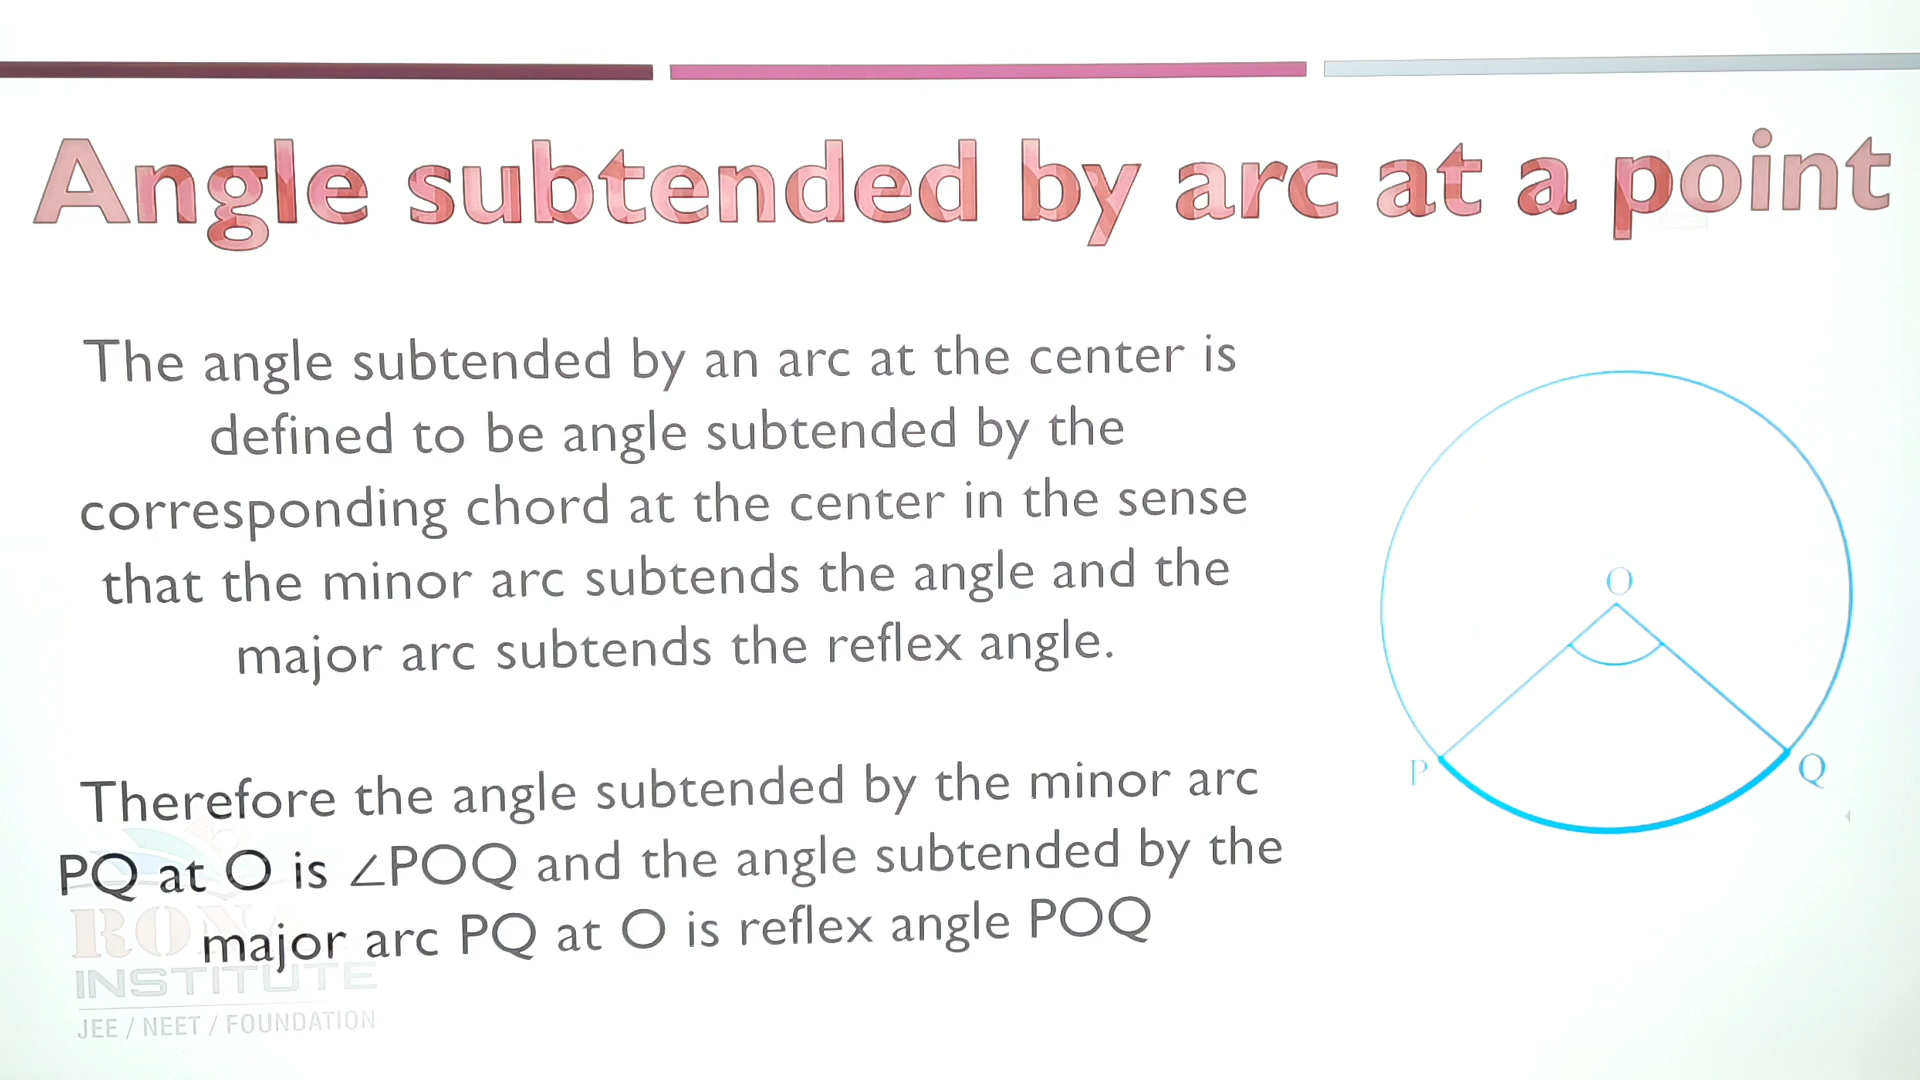 Angle subtended by arc at a point
The angle subtended by an arc at the center is
defined to be angle subtended by the
corresponding chord at the center in the sense
that the minor arc subtends the angle and the
major arc subtends the reflex angle.
Therefore the angle subtended by the minor arc
PQ at O is ∠POQ and the angle subtended by the
major arc PQ at O is reflex angle POQ
O
P
Q
INSTITUTE
JEE / NEET / FOUNDATION